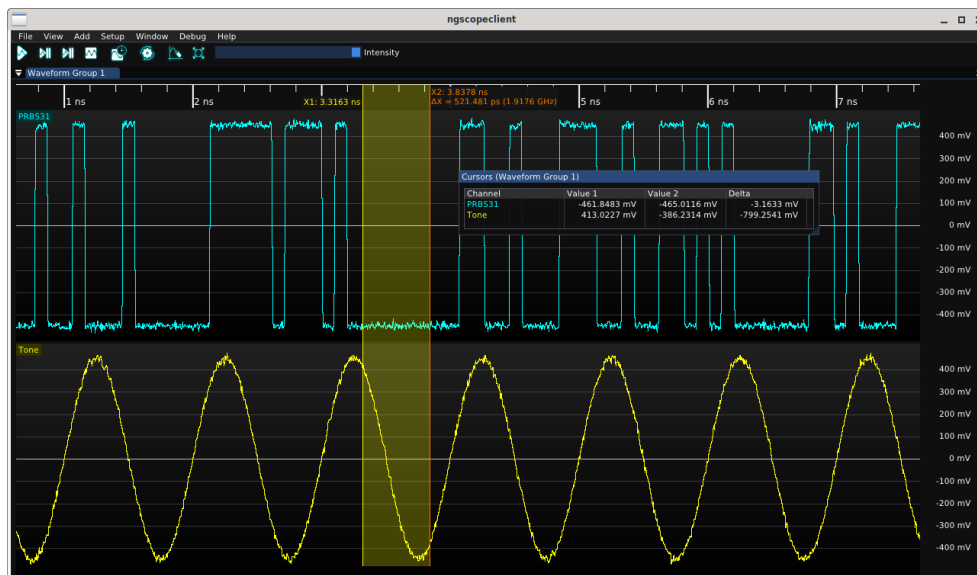 ngscopeclient
File View Add Setup Window Debug Help
Intensity
Waveform Group 1
X2: 3.8378 ns
1 ns 2 ns X1: 3.3163 ns ΔX = 521.481 ps (1.9176 GHz) 5 ns 6 ns 7 ns
PRBS31
400 mV
300 mV
200 mV
100 mV
0 mV
-100 mV
-200 mV
-300 mV
-400 mV
Cursors (Waveform Group 1)
Channel Value 1 Value 2 Delta
PRBS31 -461.8483 mV -465.0116 mV -3.1633 mV
Tone 413.0227 mV -386.2314 mV -799.2541 mV
Tone
400 mV
300 mV
200 mV
100 mV
0 mV
-100 mV
-200 mV
-300 mV
-400 mV